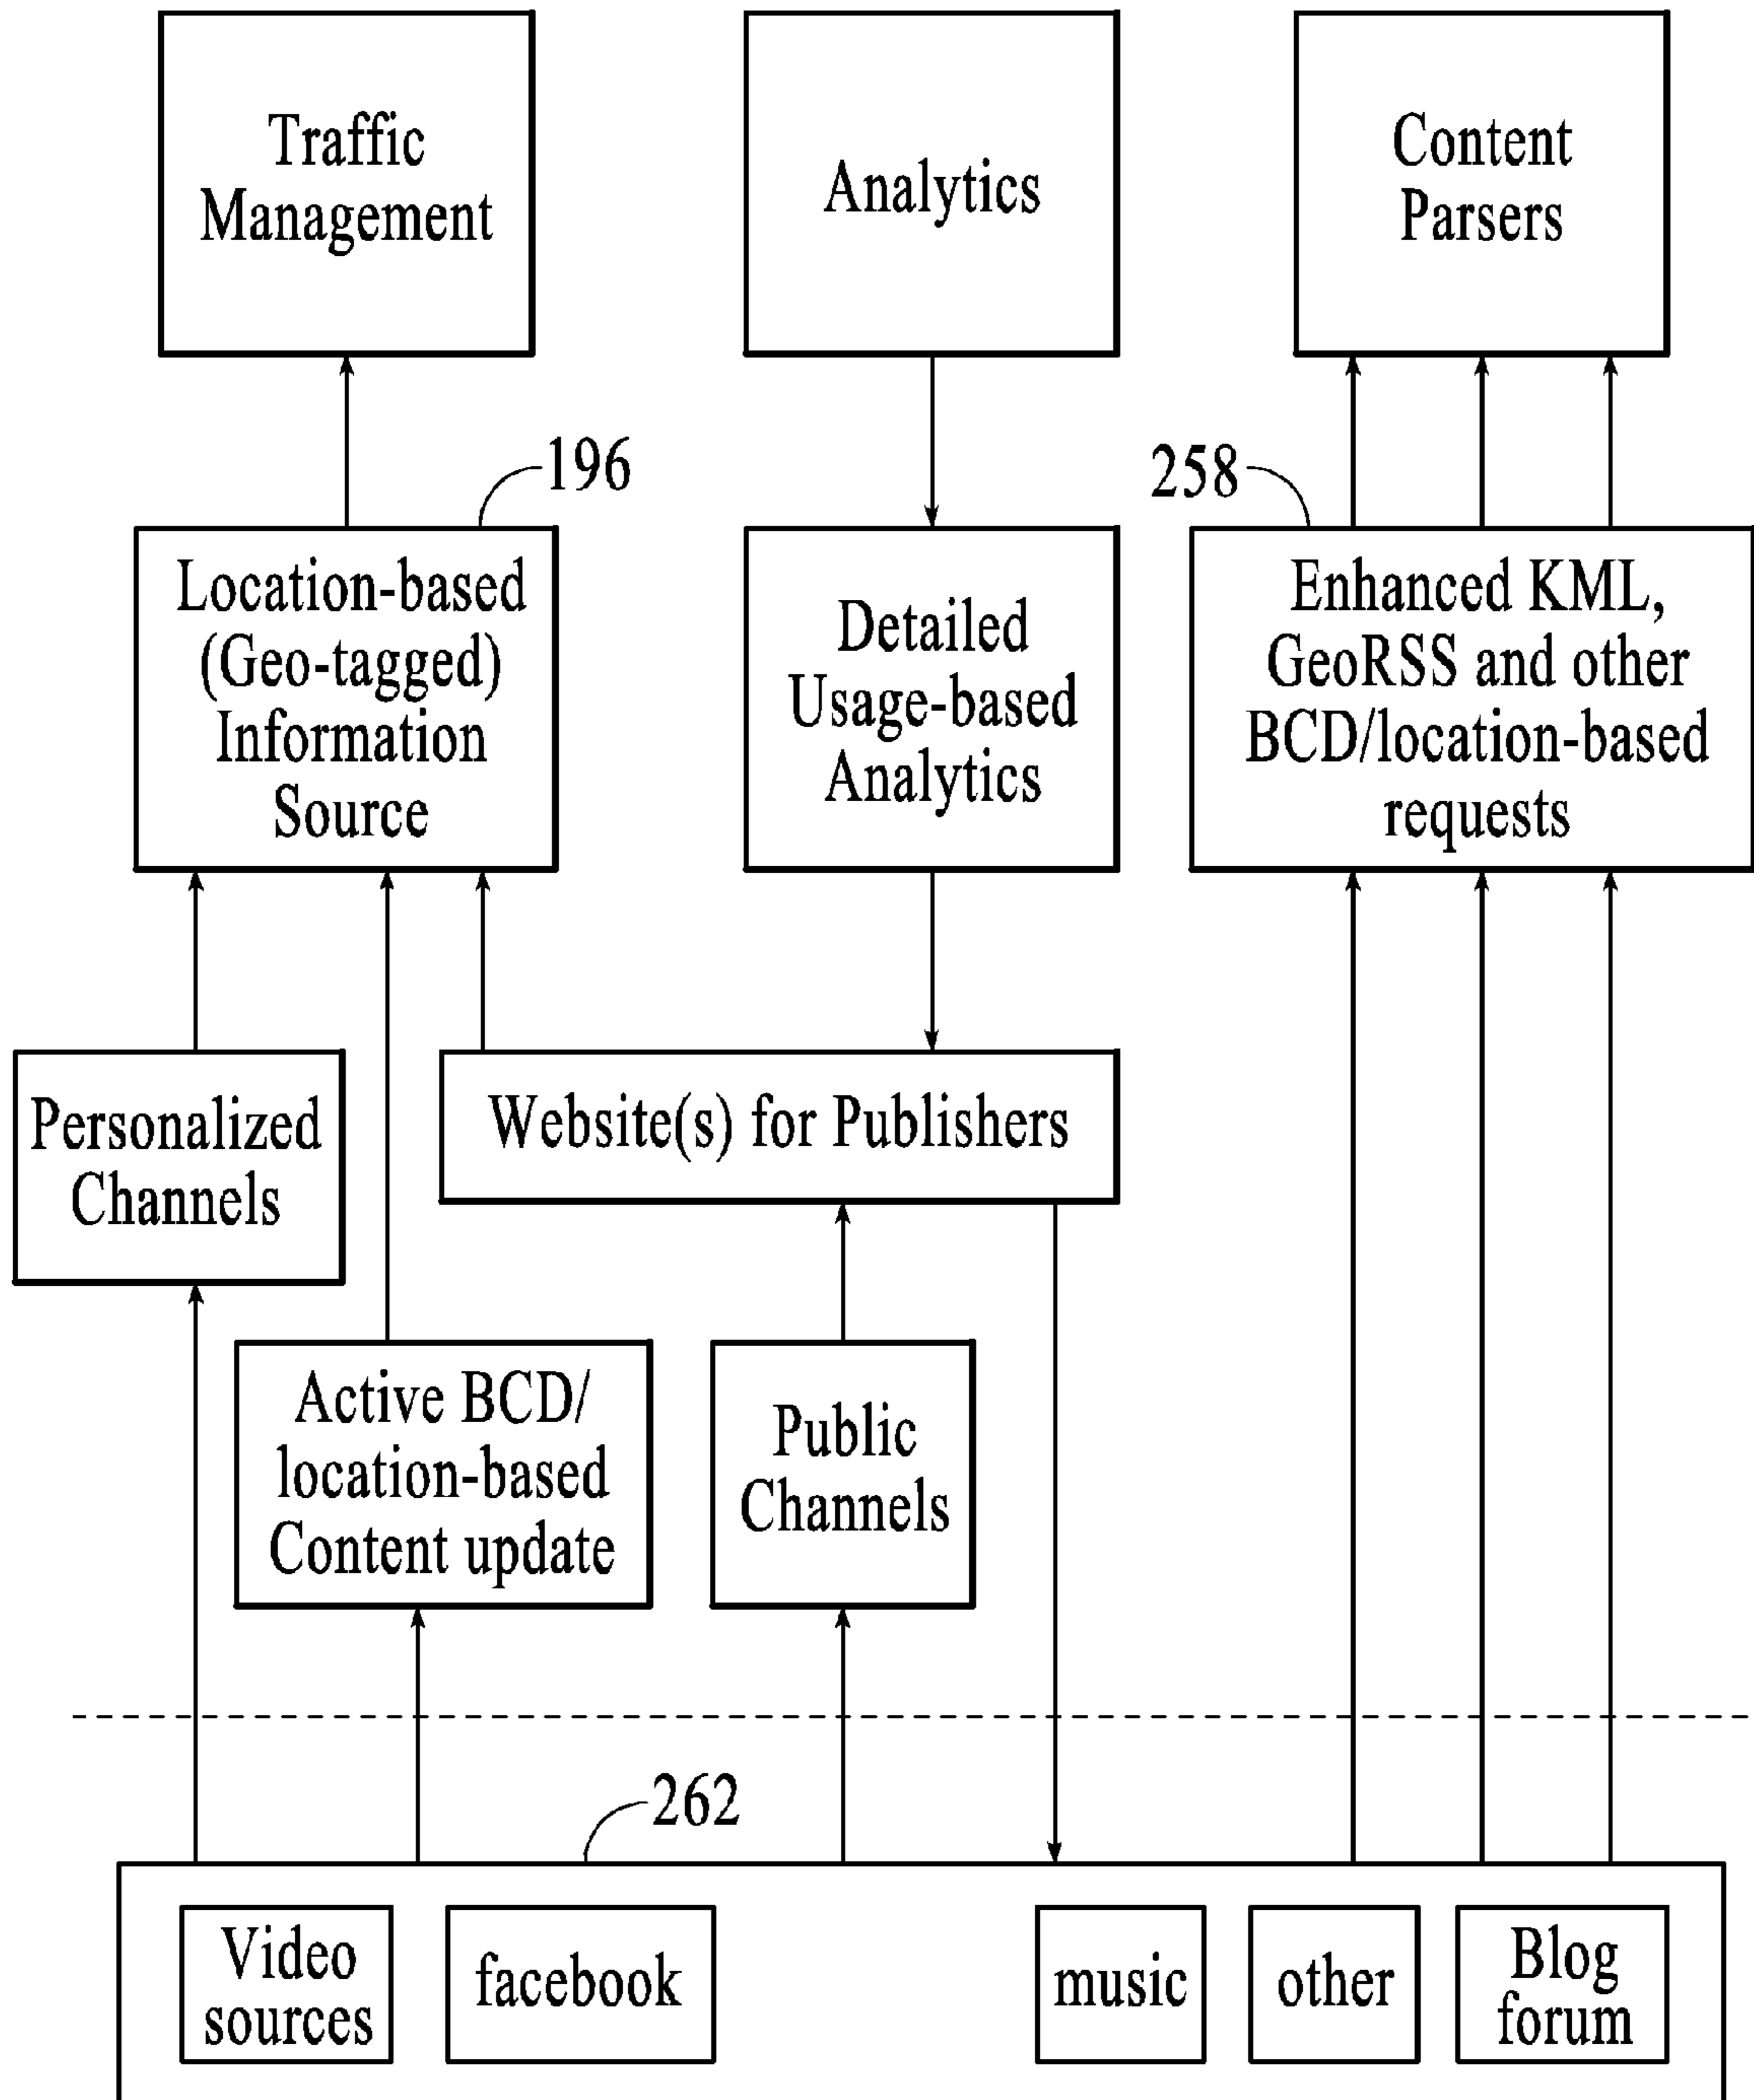 Traffic
Management
Analytics
Content
Parsers
196
258
Location-based
(Geo-tagged)
Information
Source
Detailed
Usage-based
Analytics
Enhanced KML,
GeoRSS and other
BCD/location-based
requests
Personalized
Channels
Website(s) for Publishers
Active BCD/
location-based
Content update
Public
Channels
262
Video
sources
facebook
music
other
Blog
forum